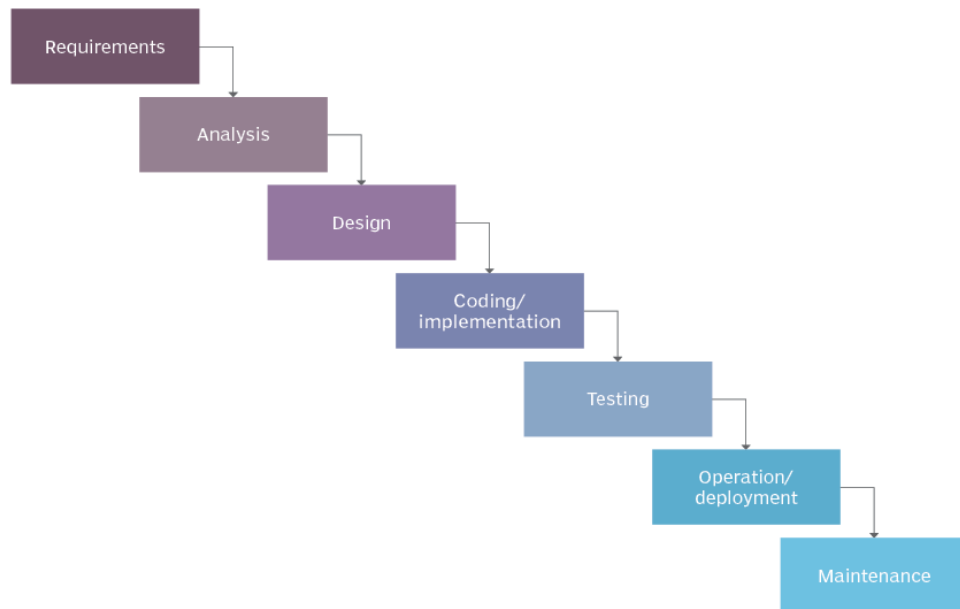 Requirements
Analysis
Design
Coding/
implementation
Testing
Operation/
deployment
Maintenance